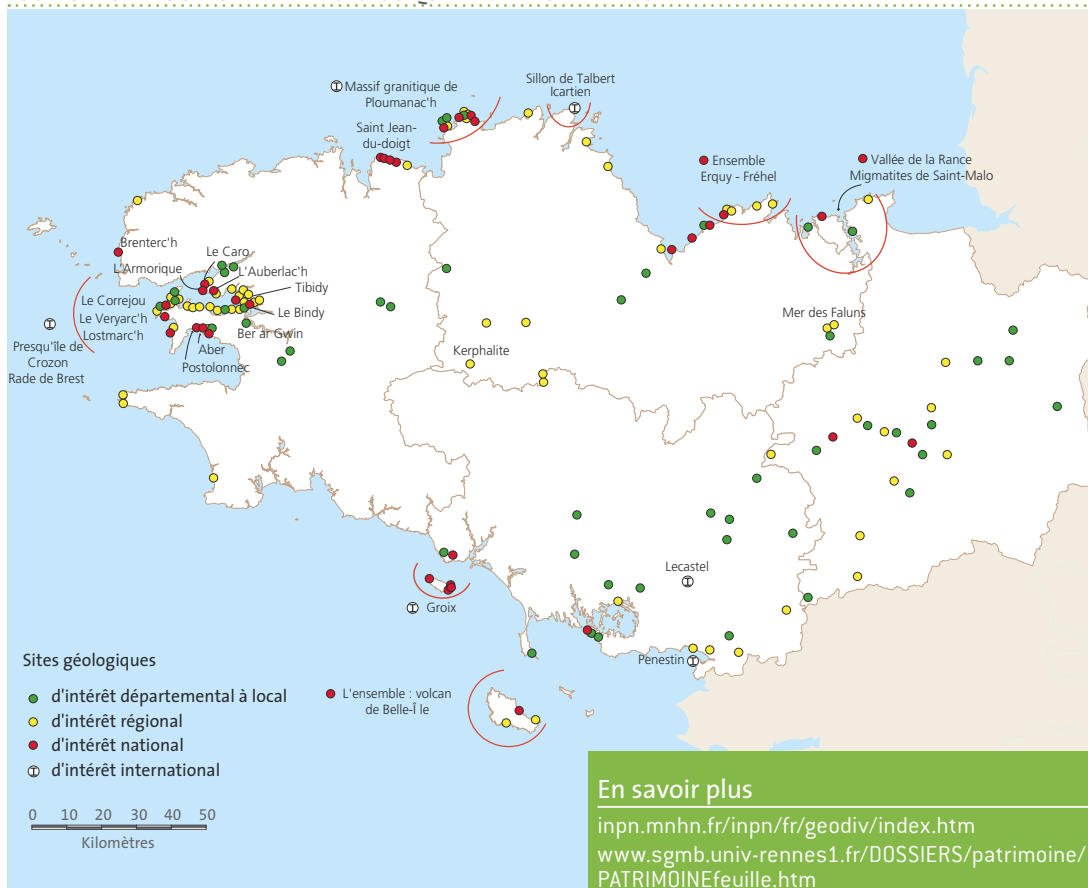 Massif granitique de
Ploumanac'h
Sillon de Talbert
Icartien
Saint Jean-
du-doigt
Ensemble
Erquy - Fréhel
Vallée de la Rance
Migmatites de Saint-Malo
Brenterc'h
Le Caro
L'Armorique
L'Auberlac'h
Tibidy
Le Correjou
Le Veryarc'h
Lostmarc'h
Le Bindy
Ber ar Gwin
Aber
Postolonnec
Presqu'île de
Crozon
Rade de Brest
Mer des Faluns
Kerphalite
Lecastel
Groix
Penestin
L'ensemble : volcan
de Belle-Î le
Sites géologiques
d'intérêt départemental à local
d'intérêt régional
d'intérêt national
d'intérêt international
0 10 20 30 40 50
Kilomètres
En savoir plus
inpn.mnhn.fr/inpn/fr/geodiv/index.htm
www.sgmb.univ-rennes1.fr/DOSSIERS/patrimoine/
PATRIMOINEfeuille.htm